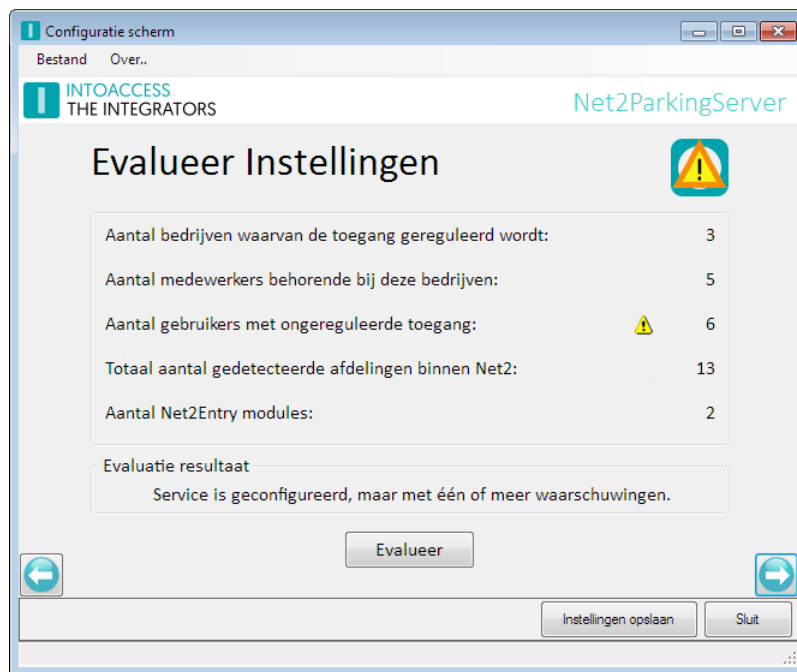 Configuratie scherm
Bestand Over..
INTOACCESS
THE INTEGRATORS
Net2ParkingServer
Evalueer Instellingen
Aantal bedrijven waarvan de toegang gereguleerd wordt: 3
Aantal medewerkers behorende bij deze bedrijven: 5
Aantal gebruikers met ongereguleerde toegang: 6
Totaal aantal gedetecteerde afdelingen binnen Net2: 13
Aantal Net2Entry modules: 2
Evaluatie resultaat
Service is geconfigureerd, maar met één of meer waarschuwingen.
Evalueer
Instellingen opslaan Sluit